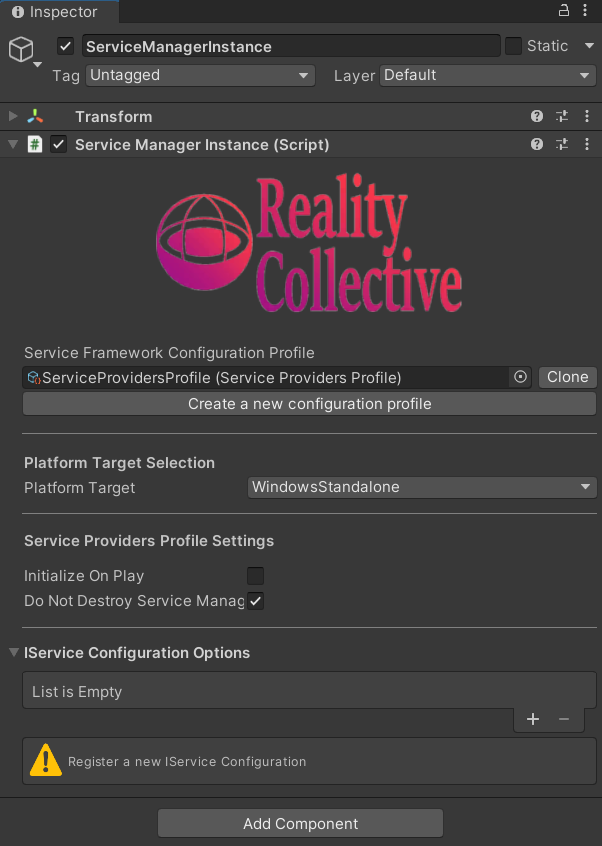 Inspector
ServiceManagerInstance
Static
Tag Untagged
Layer Default
Transform
# Service Manager Instance (Script)
Reality
Collective
Service Framework Configuration Profile
ServiceProvidersProfile (Service Providers Profile)
Clone
Create a new configuration profile
Platform Target Selection
Platform Target WindowsStandalone
Service Providers Profile Settings
Initialize On Play
Do Not Destroy Service Manag
IService Configuration Options
List is Empty
+ −
Register a new IService Configuration
Add Component